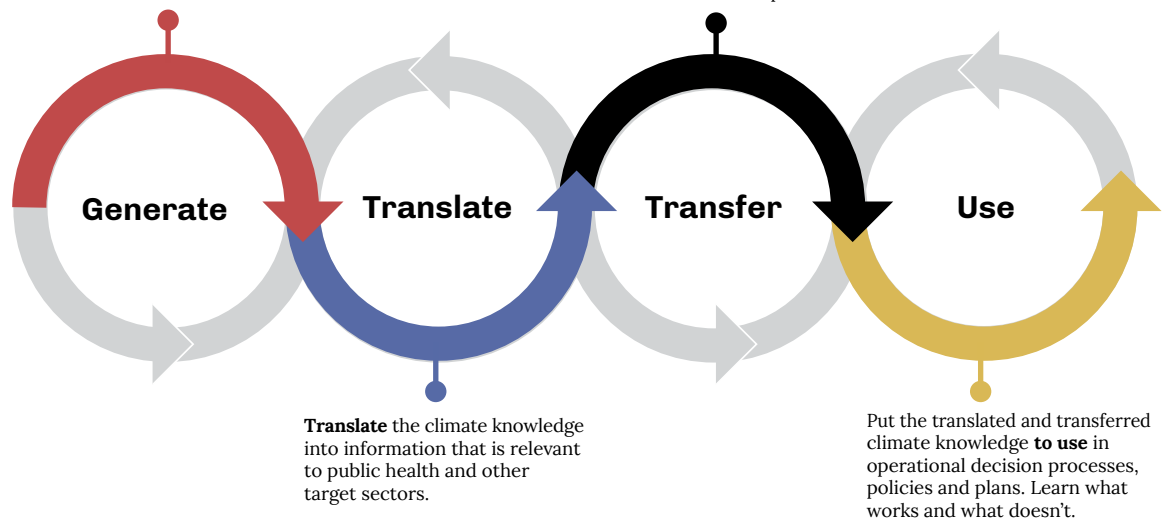 Generate
Translate
Transfer
Use
Translate the climate knowledge
into information that is relevant
to public health and other
target sectors.
Put the translated and transferred
climate knowledge to use in
operational decision processes,
policies and plans. Learn what
works and what doesn't.